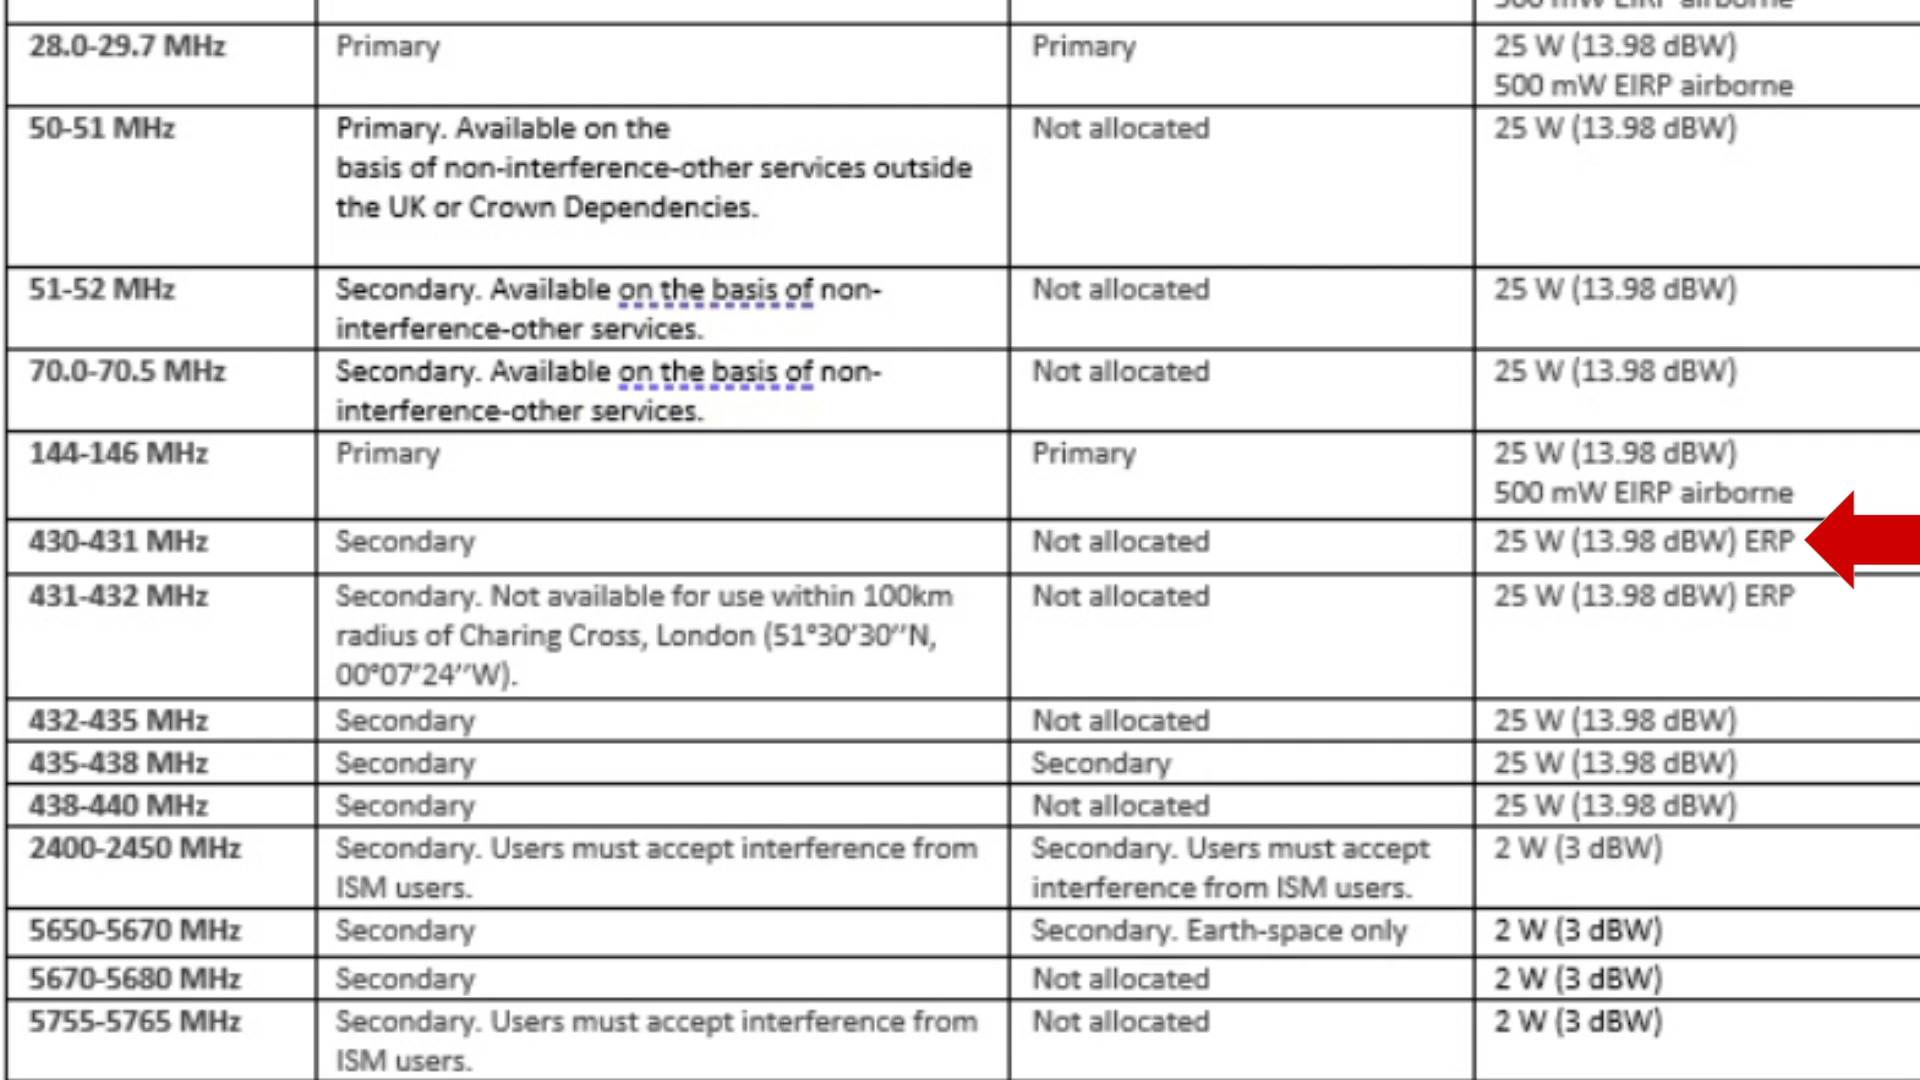 500 mW EIRP airborne
28.0-29.7 MHz Primary Primary 25 W (13.98 dBW)
500 mW EIRP airborne
50-51 MHz Primary. Available on the Not allocated 25 W (13.98 dBW)
basis of non-interference-other services outside
the UK or Crown Dependencies.
51-52 MHz Secondary. Available on the basis of non- Not allocated 25 W (13.98 dBW)
interference-other services.
70.0-70.5 MHz Secondary. Available on the basis of non- Not allocated 25 W (13.98 dBW)
interference-other services.
144-146 MHz Primary Primary 25 W (13.98 dBW)
500 mW EIRP airborne
430-431 MHz Secondary Not allocated 25 W (13.98 dBW) ERP
431-432 MHz Secondary. Not available for use within 100km Not allocated 25 W (13.98 dBW) ERP
radius of Charing Cross, London (51°30’30’’N,
00°07’24’’W).
432-435 MHz Secondary Not allocated 25 W (13.98 dBW)
435-438 MHz Secondary Secondary 25 W (13.98 dBW)
438-440 MHz Secondary Not allocated 25 W (13.98 dBW)
2400-2450 MHz Secondary. Users must accept interference from Secondary. Users must accept 2 W (3 dBW)
ISM users. interference from ISM users.
5650-5670 MHz Secondary Secondary. Earth-space only 2 W (3 dBW)
5670-5680 MHz Secondary Not allocated 2 W (3 dBW)
5755-5765 MHz Secondary. Users must accept interference from Not allocated 2 W (3 dBW)
ISM users.